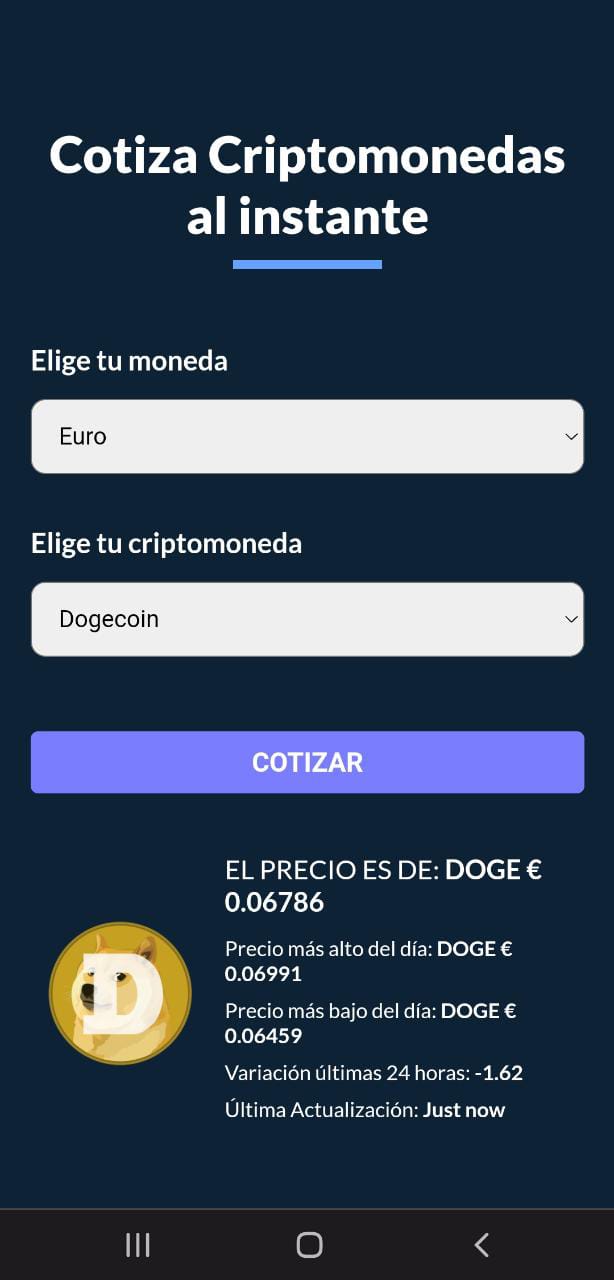 Cotiza Criptomonedas
al instante
Elige tu moneda
Euro
Elige tu criptomoneda
Dogecoin
COTIZAR
EL PRECIO ES DE: DOGE €
0.06786
Precio más alto del día: DOGE €
0.06991
Precio más bajo del día: DOGE €
0.06459
Variación últimas 24 horas: -1.62
Última Actualización: Just now
D